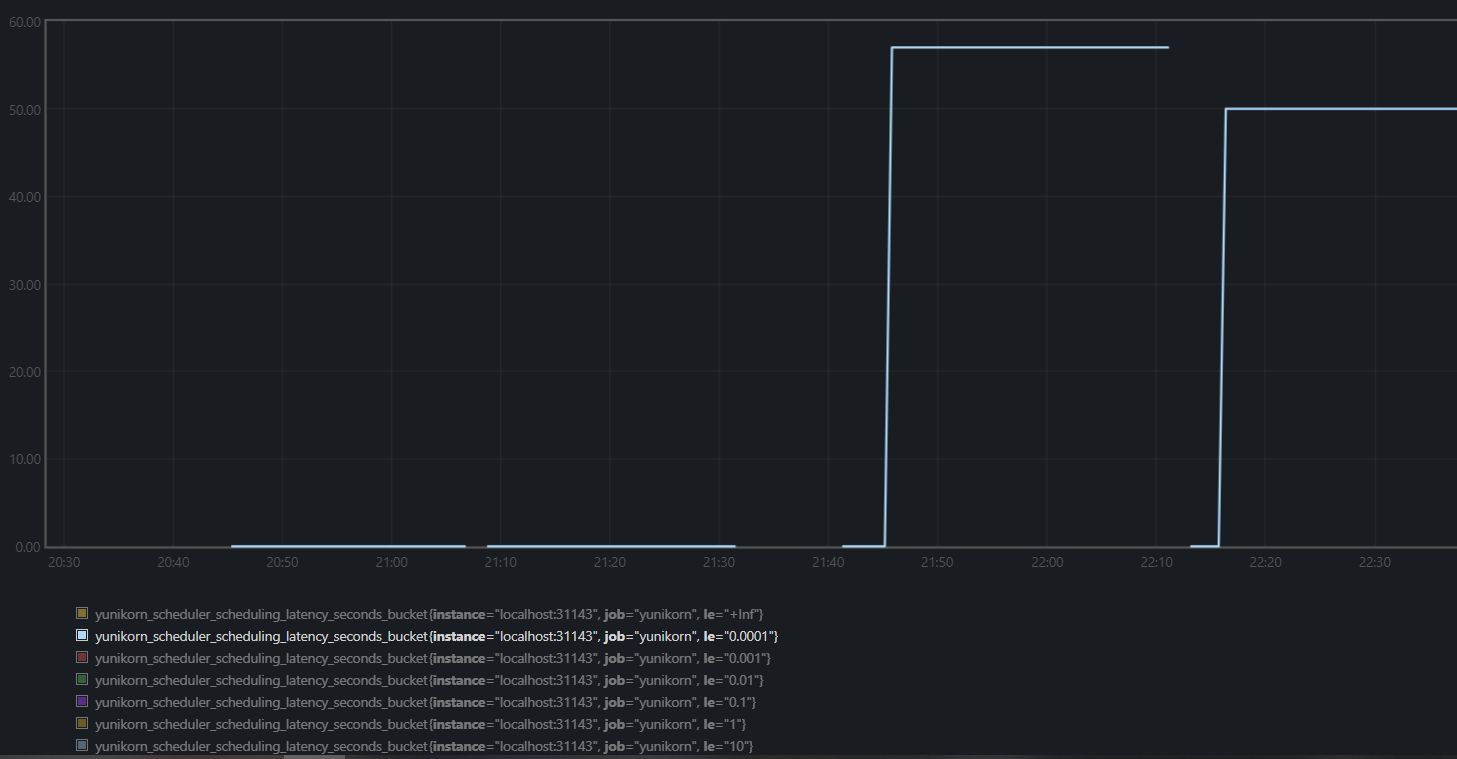 60.00
50.00
40.00
30.00
20.00
10.00
0.00
20:30 20:40 20:50 21:00 21:10 21:20 21:30 21:40 21:50 22:00 22:10 22:20 22:30
yunikorn_scheduler_scheduling_latency_seconds_bucket{instance="localhost:31143", job="yunikorn", le="+Inf"}
yunikorn_scheduler_scheduling_latency_seconds_bucket{instance="localhost:31143", job="yunikorn", le="0.0001"}
yunikorn_scheduler_scheduling_latency_seconds_bucket{instance="localhost:31143", job="yunikorn", le="0.001"}
yunikorn_scheduler_scheduling_latency_seconds_bucket{instance="localhost:31143", job="yunikorn", le="0.01"}
yunikorn_scheduler_scheduling_latency_seconds_bucket{instance="localhost:31143", job="yunikorn", le="0.1"}
yunikorn_scheduler_scheduling_latency_seconds_bucket{instance="localhost:31143", job="yunikorn", le="1"}
yunikorn_scheduler_scheduling_latency_seconds_bucket{instance="localhost:31143", job="yunikorn", le="10"}